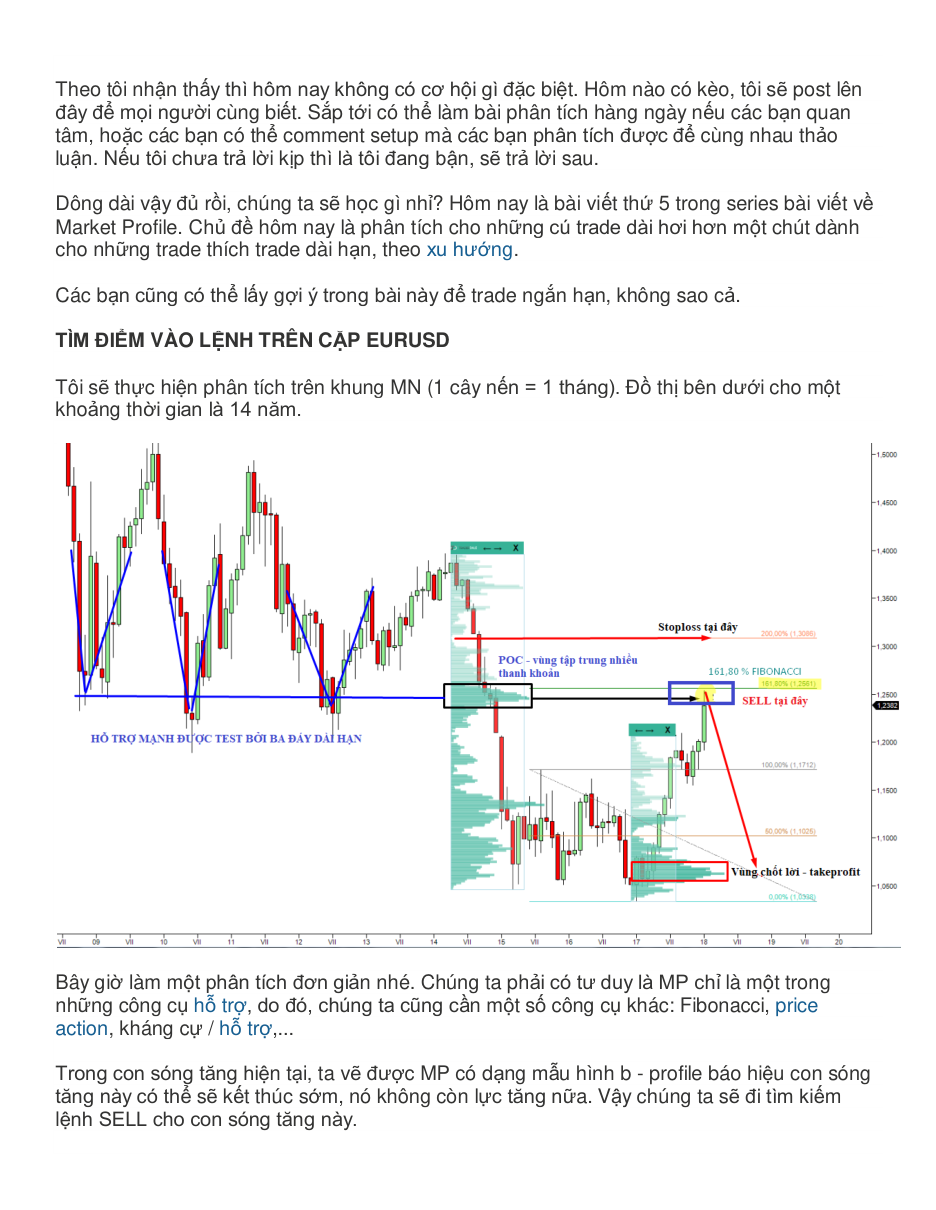 Theo tôi nhận thấy thì hôm nay không có cơ hội gì đặc biệt. Hôm nào có kèo, tôi sẽ post lên
đây để mọi người cùng biết. Sắp tới có thể làm bài phân tích hàng ngày nếu các bạn quan
tâm, hoặc các bạn có thể comment setup mà các bạn phân tích được để cùng nhau thảo
luận. Nếu tôi chưa trả lời kịp thì là tôi đang bận, sẽ trả lời sau.
Dông dài vậy đủ rồi, chúng ta sẽ học gì nhỉ? Hôm nay là bài viết thứ 5 trong series bài viết về
Market Profile. Chủ đề hôm nay là phân tích cho những cú trade dài hơi hơn một chút dành
cho những trade thích trade dài hạn, theo xu hướng.
Các bạn cũng có thể lấy gợi ý trong bài này để trade ngắn hạn, không sao cả.
TÌM ĐIỂM VÀO LỆNH TRÊN CẶP EURUSD
Tôi sẽ thực hiện phân tích trên khung MN (1 cây nến = 1 tháng). Đồ thị bên dưới cho một
khoảng thời gian là 14 năm.
1,5000
1,4500
1,4000
1,3500
1,3000
1,2500
1,2382
1,2000
1,1500
1,1000
1,0600
X
Stoploss tại đây
200,00% (1,3086)
POC - vùng tập trung nhiều
thanh khoản
161,80 % FIBONACCI
161,80% (1,2561)
SELL tại đây
HỖ TRỢ MẠNH ĐƯỢC TEST BỞI BA ĐÁY DÀI HẠN
X
100,00% (1,1712)
50,00% (1,1025)
Vùng chốt lời - takeprofit
VII 09 VII 10 VII 11 VII 12 VII 13 VII 14 VII 15 VII 16 VII 17 VII 18 VII 19 VII 20
Bây giờ làm một phân tích đơn giản nhé. Chúng ta phải có tư duy là MP chỉ là một trong
những công cụ hỗ trợ, do đó, chúng ta cũng cần một số công cụ khác: Fibonacci, price
action, kháng cự / hỗ trợ,...
Trong con sóng tăng hiện tại, ta vẽ được MP có dạng mẫu hình b - profile báo hiệu con sóng
tăng này có thể sẽ kết thúc sớm, nó không còn lực tăng nữa. Vậy chúng ta sẽ đi tìm kiếm
lệnh SELL cho con sóng tăng này.